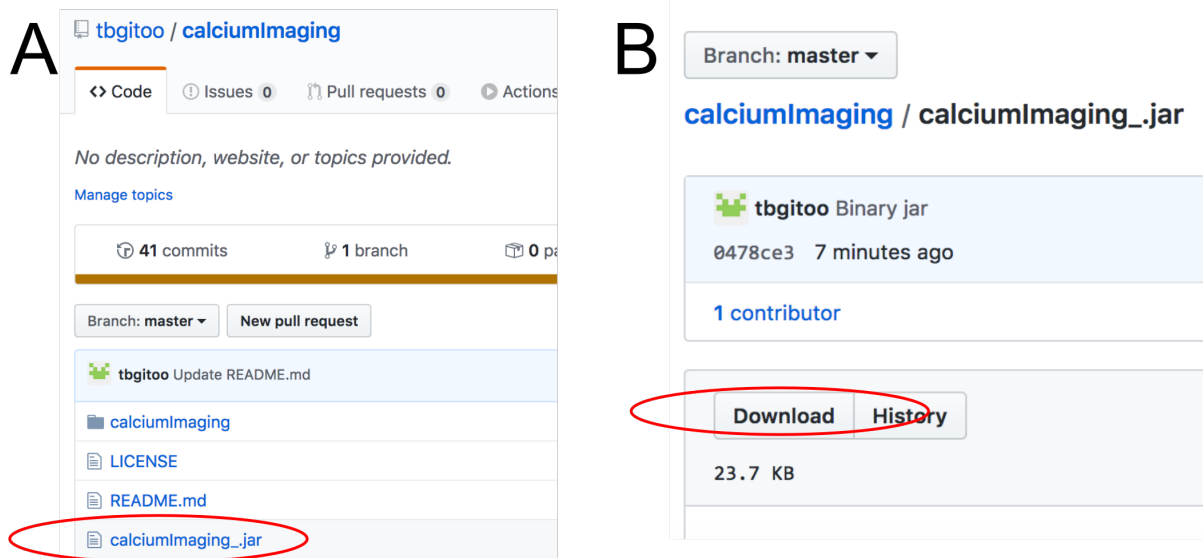 A
tbgitoo / calciumImaging
Code
Issues 0
Pull requests 0
Actions
No description, website, or topics provided.
Manage topics
41 commits
1 branch
0 pa
Branch: master
New pull request
tbgitoo Update README.md
calciumImaging
LICENSE
README.md
calciumImaging_.jar
B
Branch: master
calciumImaging / calciumImaging_.jar
tbgitoo Binary jar
0478ce3 7 minutes ago
1 contributor
Download
History
23.7 KB